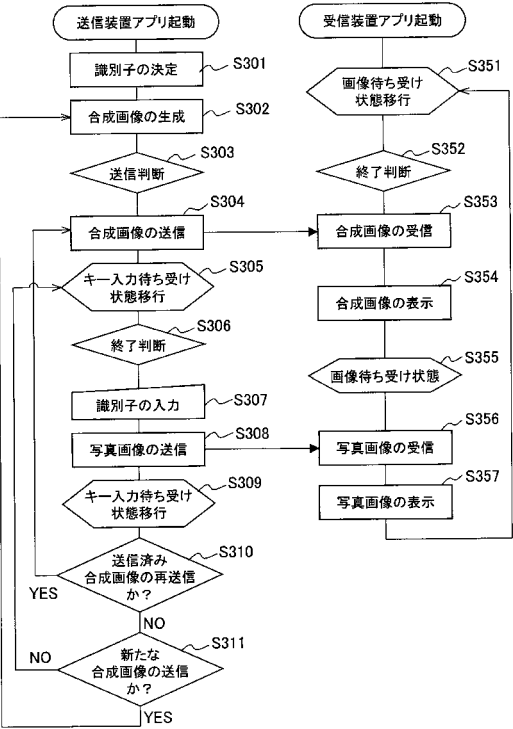 送信装置アプリ起動
識別子の決定
S301
合成画像の生成
S302
送信判断
S303
合成画像の送信
S304
キー入力待ち受け
状態移行
S305
終了判断
S306
識別子の入力
S307
写真画像の送信
S308
キー入力待ち受け
状態移行
S309
送信済み
合成画像の再送信
か？
S310
YES
NO
新たな
合成画像の送信
か？
S311
NO
YES
受信装置アプリ起動
画像待ち受け
状態移行
S351
終了判断
S352
合成画像の受信
S353
合成画像の表示
S354
画像待ち受け状態
S355
写真画像の受信
S356
写真画像の表示
S357